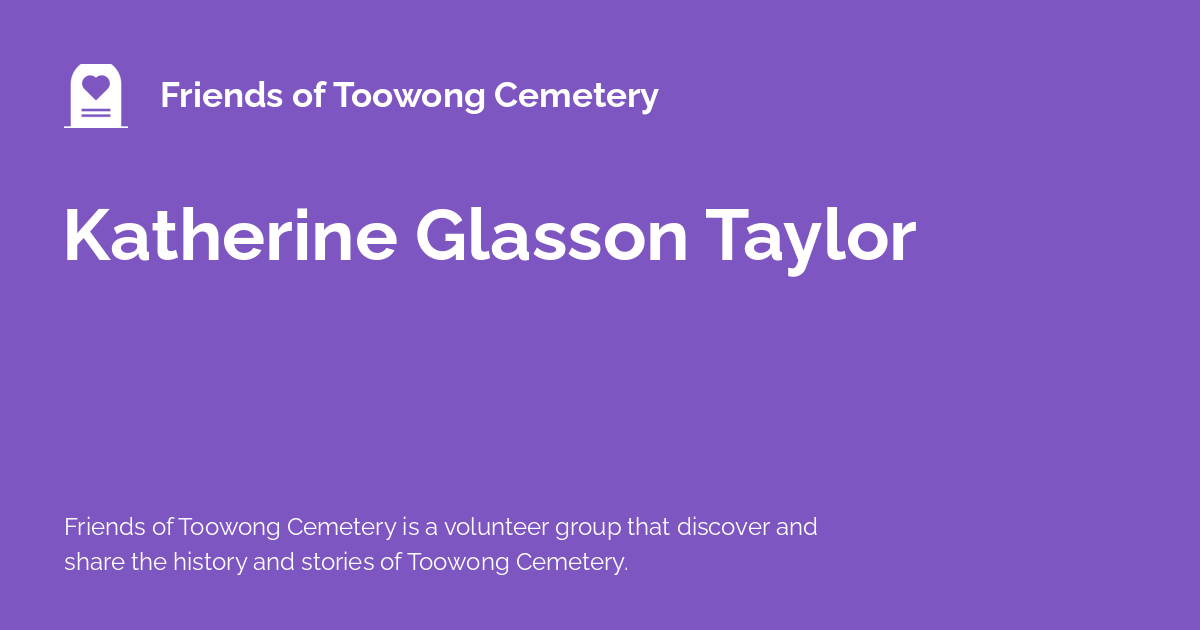 Friends of Toowong Cemetery
Katherine Glasson Taylor
Friends of Toowong Cemetery is a volunteer group that discover and
share the history and stories of Toowong Cemetery.